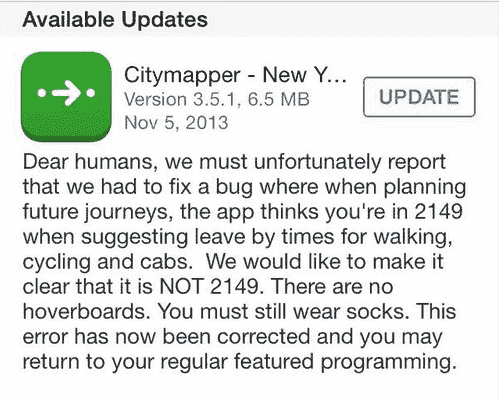 Available Updates
Citymapper - New Y...
Version 3.5.1, 6.5 MB
UPDATE
Nov 5, 2013
Dear humans, we must unfortunately report
that we had to fix a bug where when planning
future journeys, the app thinks you're in 2149
when suggesting leave by times for walking,
cycling and cabs.  We would like to make it
clear that it is NOT 2149. There are no
hoverboards. You must still wear socks. This
error has now been corrected and you may
return to your regular featured programming.